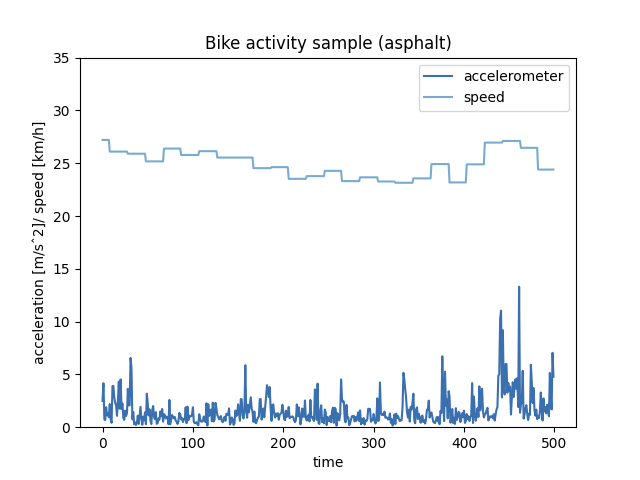 Bike activity sample (asphalt)
accelerometer
speed
35
30
25
20
15
10
5
0
acceleration [m/sˆ2]/ speed [km/h]
0 100 200 300 400 500
time